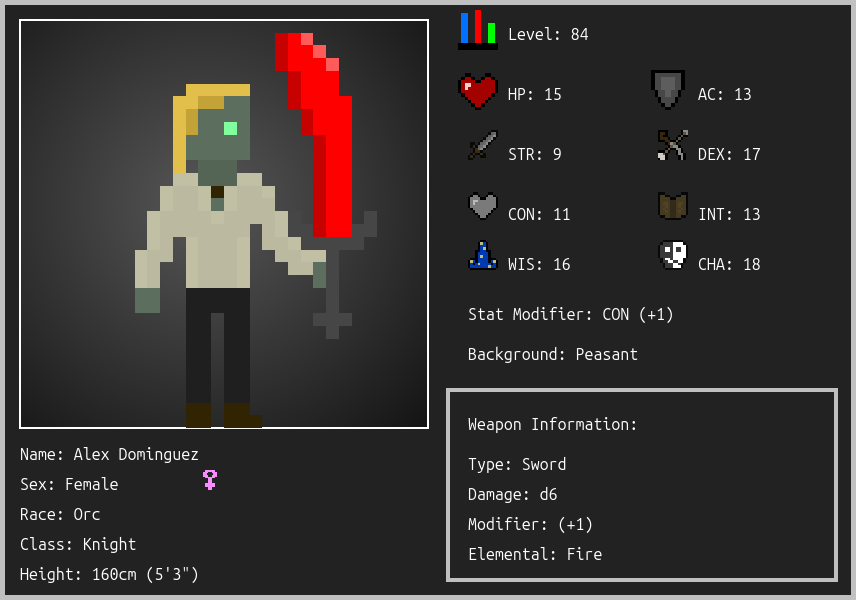 Level: 84
HP: 15
AC: 13
STR: 9
DEX: 17
CON: 11
INT: 13
WIS: 16
CHA: 18
Stat Modifier: CON (+1)
Background: Peasant
Weapon Information:
Type: Sword
Damage: d6
Modifier: (+1)
Elemental: Fire
Name: Alex Dominguez
Sex: Female
Race: Orc
Class: Knight
Height: 160cm (5'3")